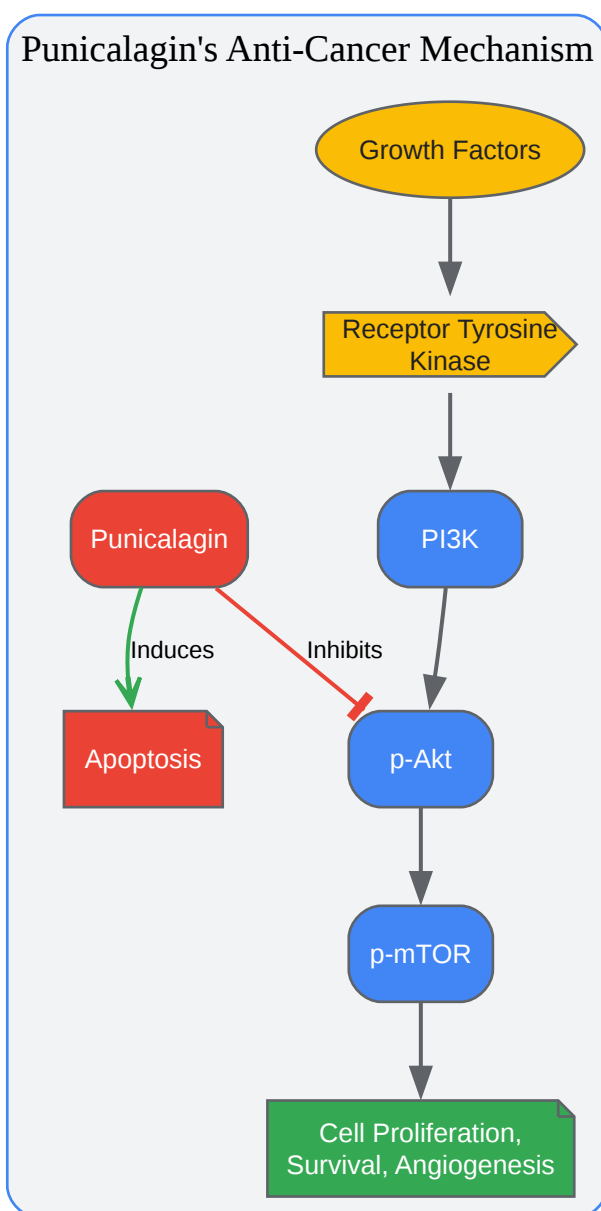 Punicalagin's Anti-Cancer Mechanism
Growth Factors
Receptor Tyrosine
Kinase
Punicalagin
PI3K
Induces
Inhibits
Apoptosis
p-Akt
p-mTOR
Cell Proliferation,
Survival, Angiogenesis